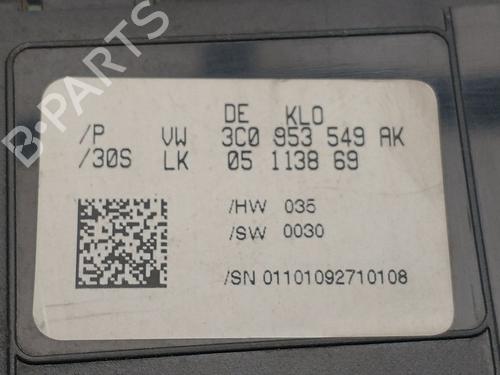 DE KLO
/P VW 3C0 953 549 AK
/30S LK 05 1138 69
/HW 035
/SW 0030
/SN 01101092710108
B-PARTS